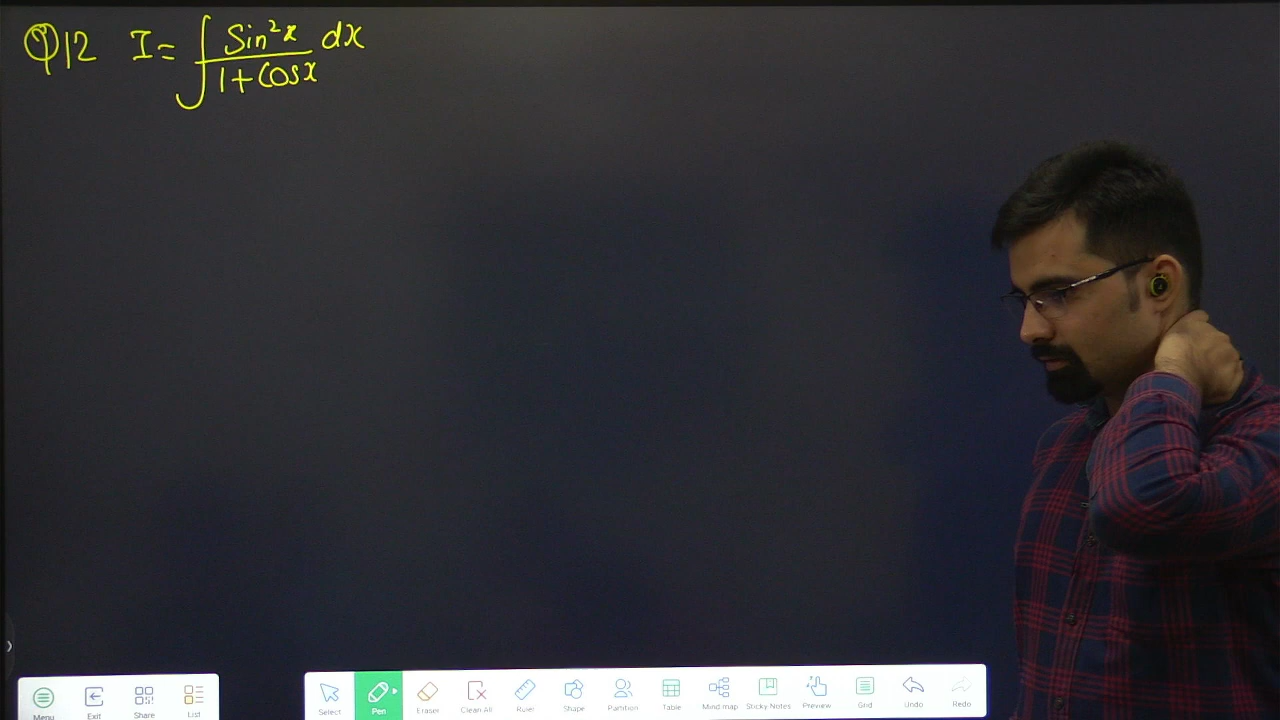 Q12 I = ∫ Sin²x / 1 + Cosx dx
Menu Exit Share List Select Pen Eraser Clean All Ruler Shape Partition Table Mind map Sticky Notes Preview Grid Undo Redo